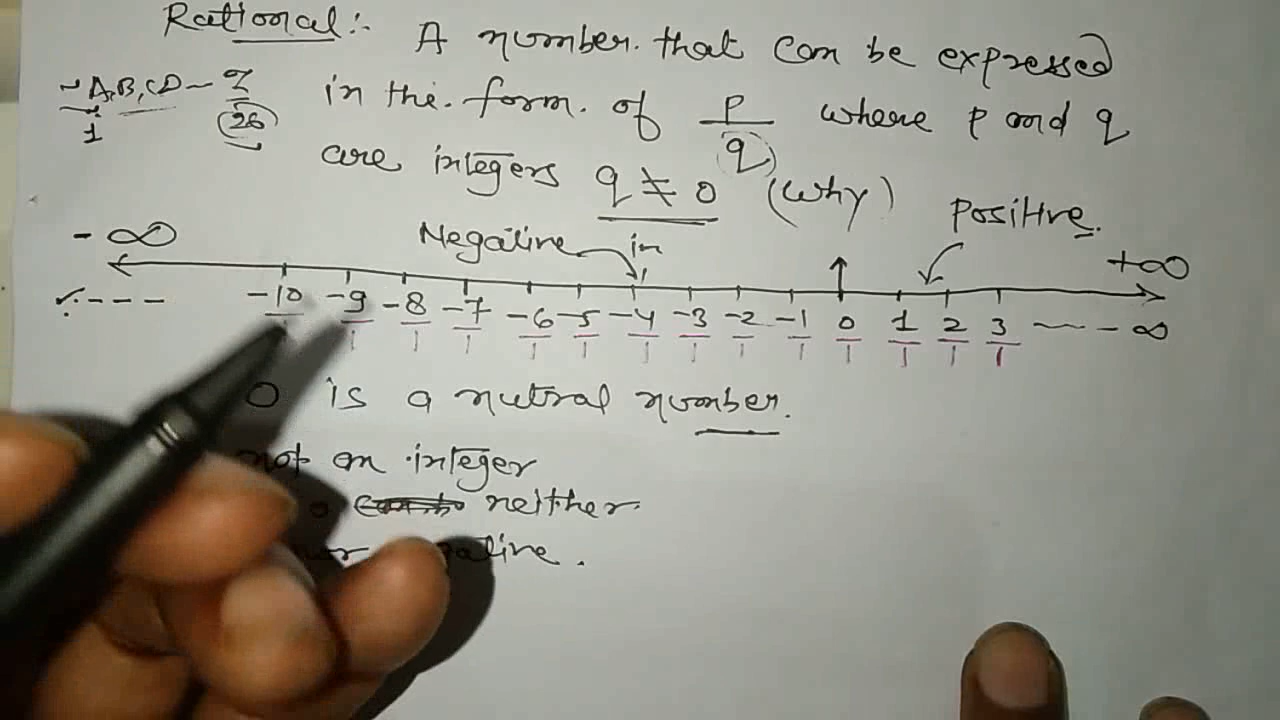 Rational:- A number that can be expressed
~A,B,CD- Z in the form of P/q where P and q
1 26
are integers q ≠ 0 (Why)
Negative in Positive.
- ∞ +∞
---- -10/1 -9/1 -8/1 -7/1 -6/1 -5/1 -4/1 -3/1 -2/1 -1/1 0/1 1/1 2/1 3/1 --- ∞
0 is a nutral number.
not an integer
neither